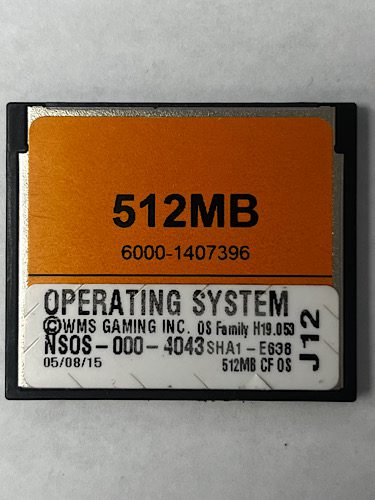 512MB
6000-1407396
OPERATING SYSTEM
©WMS GAMING INC. OS Family H19.053
NSOS-000-4043 SHA1-E638
05/08/15 512MB CF OS
J12